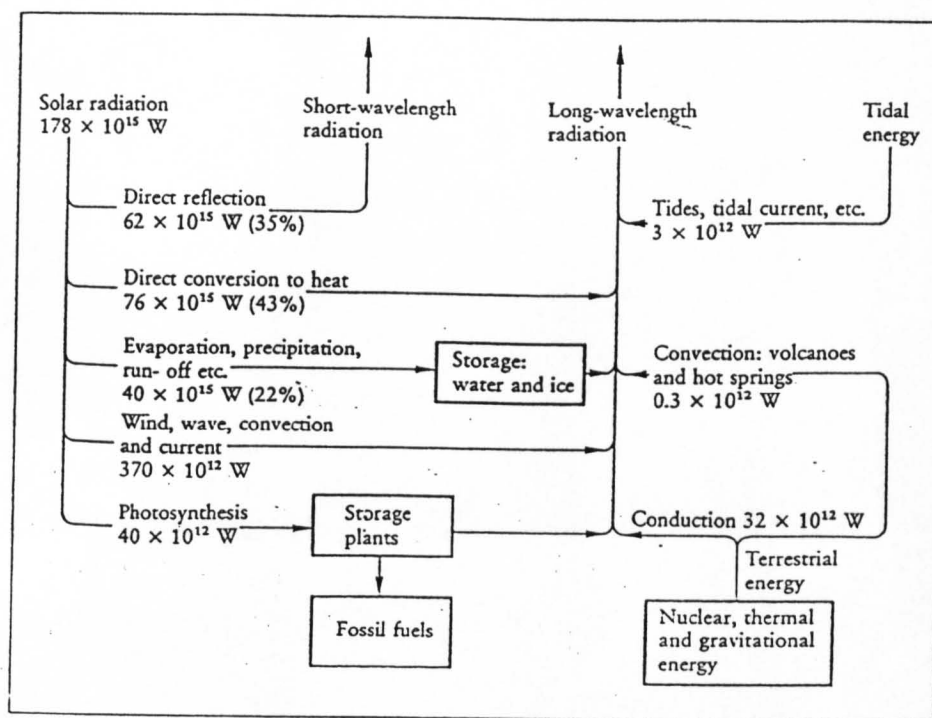 Solar radiation
178 × 10¹⁵ W
Short-wavelength
radiation
Long-wavelength
radiation
Tidal
energy
Direct reflection
62 × 10¹⁵ W (35%)
Tides, tidal current, etc.
3 × 10¹² W
Direct conversion to heat
76 × 10¹⁵ W (43%)
Evaporation, precipitation,
run- off etc.
40 × 10¹⁵ W (22%)
Storage:
water and ice
Convection: volcanoes
and hot springs
0.3 × 10¹² W
Wind, wave, convection
and current
370 × 10¹² W
Photosynthesis
40 × 10¹² W
Storage
plants
Conduction 32 × 10¹² W
Terrestrial
energy
Fossil fuels
Nuclear, thermal
and gravitational
energy